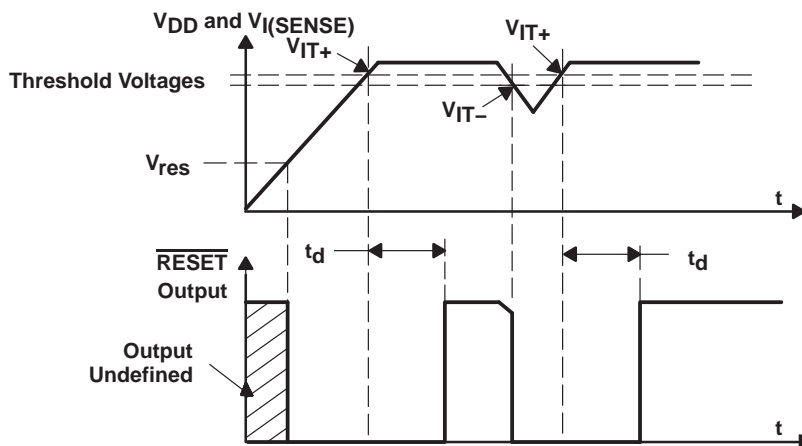 VDD and VI(SENSE)
VIT+
VIT+
Threshold Voltages
VIT−
Vres
t
td
td
RESET
Output
Output
Undefined
t